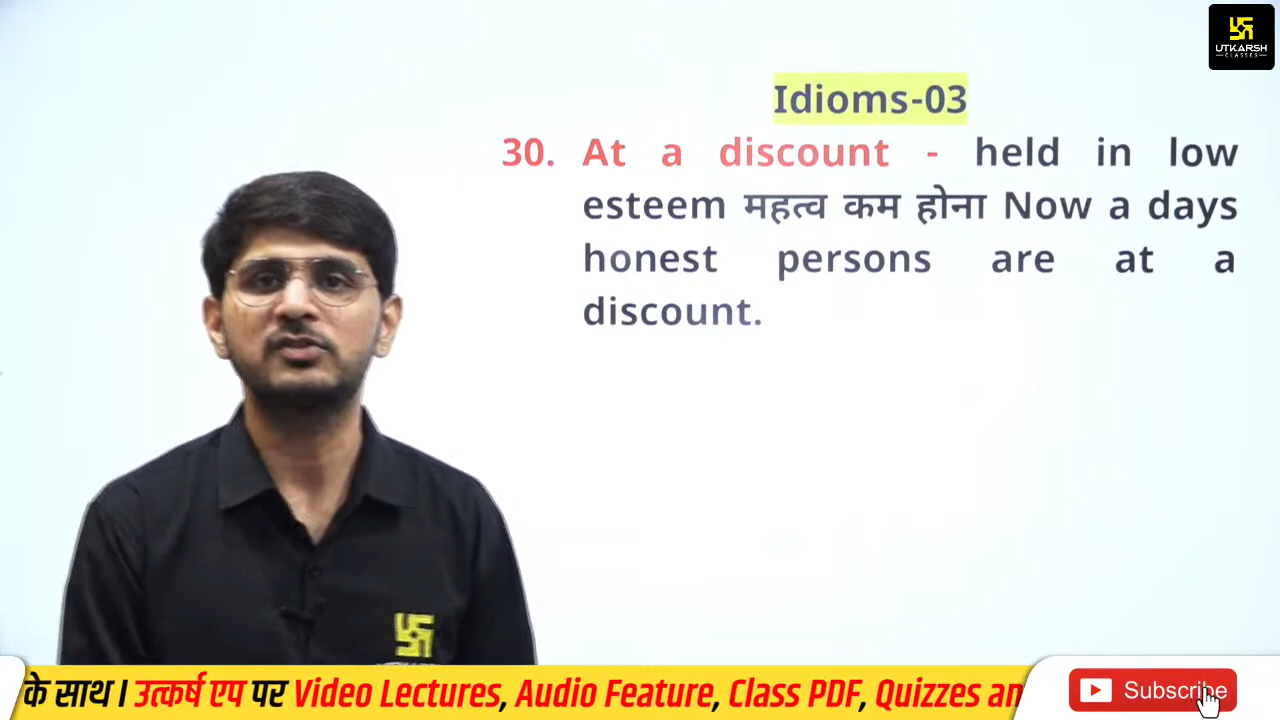 UTKARSH
CLASSES
Idioms-03
30. At a discount - held in low
esteem महत्व कम होना Now a days
honest persons are at a
discount.
के साथ । उत्कर्ष एप पर Video Lectures, Audio Feature, Class PDF, Quizzes an
Subscribe